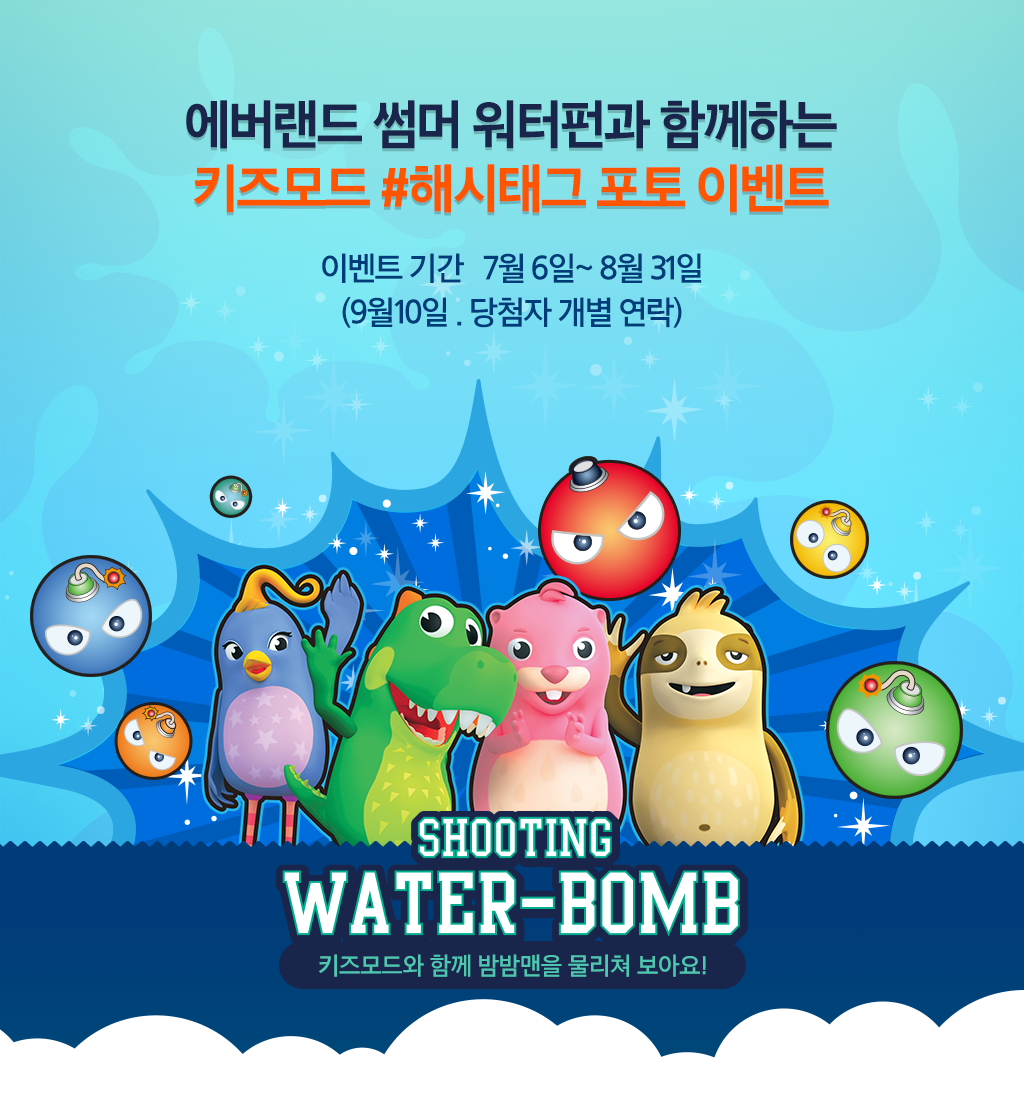 에버랜드 썸머 워터펀과 함께하는
키즈모드 #해시태그 포토 이벤트
이벤트 기간 7월 6일~ 8월 31일
(9월10일 . 당첨자 개별 연락)
SHOOTING
WATER-BOMB
키즈모드와 함께 밤밤맨을 물리쳐 보아요!